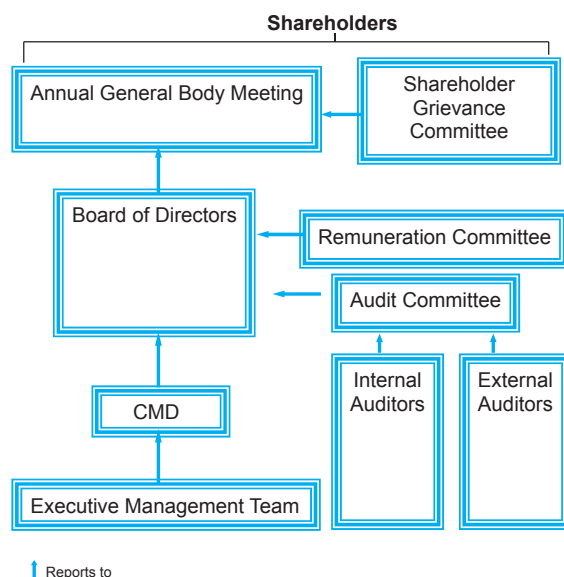 Shareholders
Annual General Body Meeting
Shareholder
Grievance
Committee
Board of Directors
Remuneration Committee
Audit Committee
Internal
Auditors
External
Auditors
CMD
Executive Management Team
Reports to